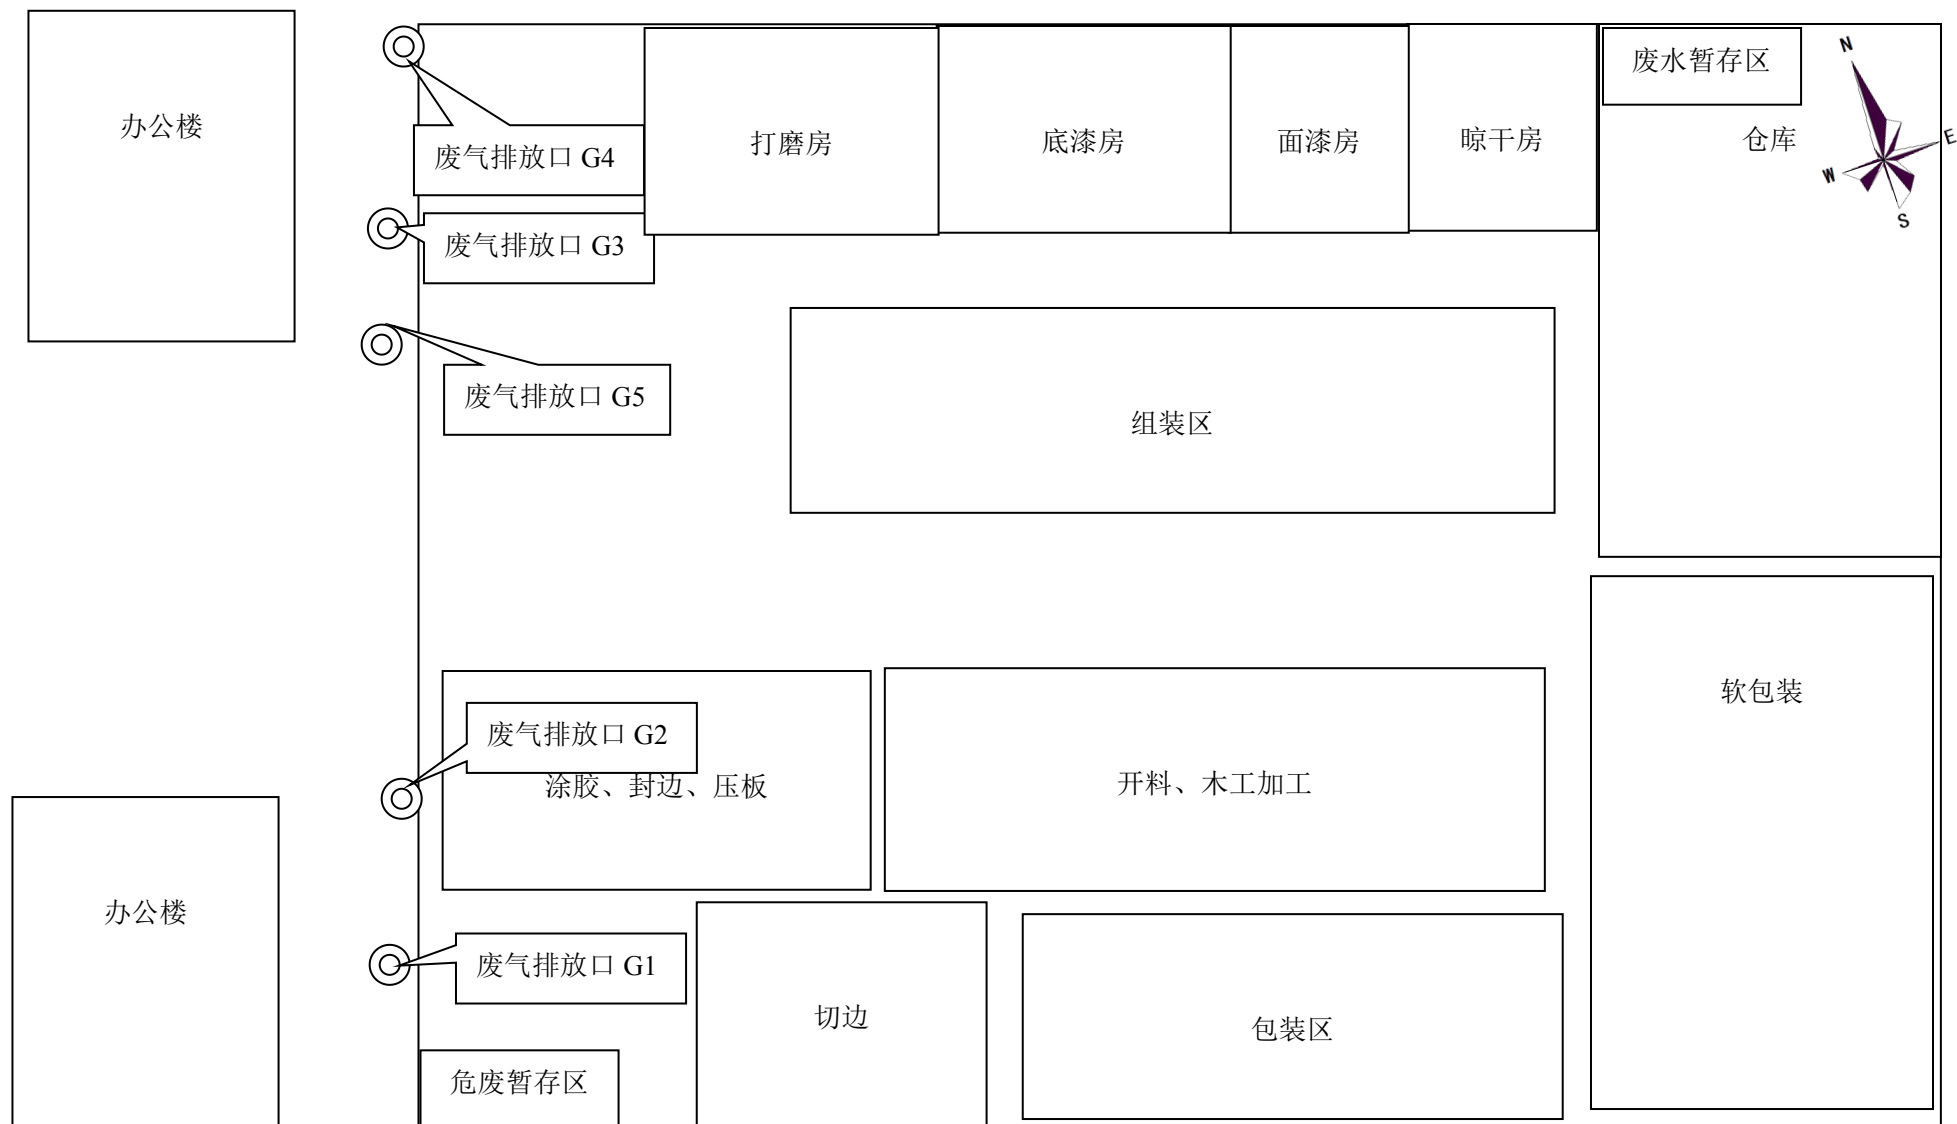 办公楼
废气排放口 G4
打磨房
底漆房
面漆房
晾干房
废水暂存区
仓库
N
E
W
S
废气排放口 G3
废气排放口 G5
组装区
废气排放口 G2
涂胶、封边、压板
开料、木工加工
软包装
办公楼
废气排放口 G1
切边
包装区
危废暂存区